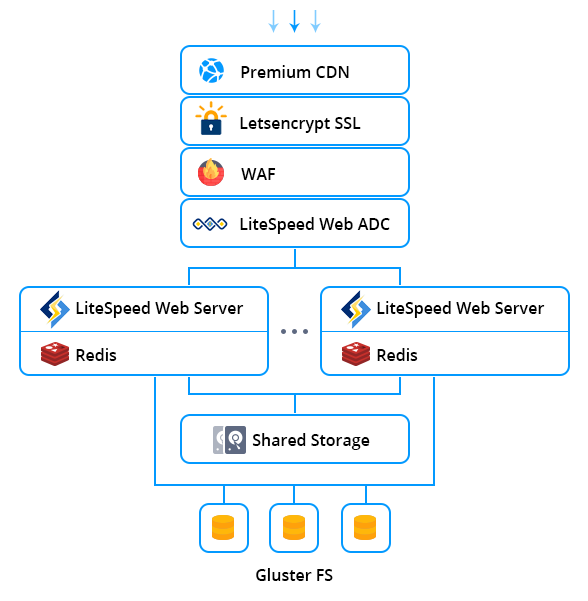 Premium CDN
Letsencrypt SSL
WAF
LiteSpeed Web ADC
LiteSpeed Web Server
Redis
LiteSpeed Web Server
Redis
Shared Storage
Gluster FS